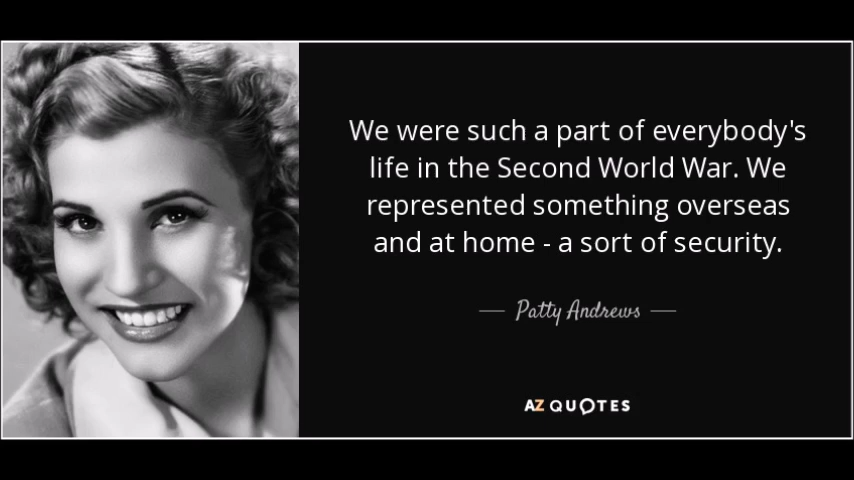 We were such a part of everybody's
life in the Second World War. We
represented something overseas
and at home - a sort of security.
Patty Andrews
AZ QUOTES